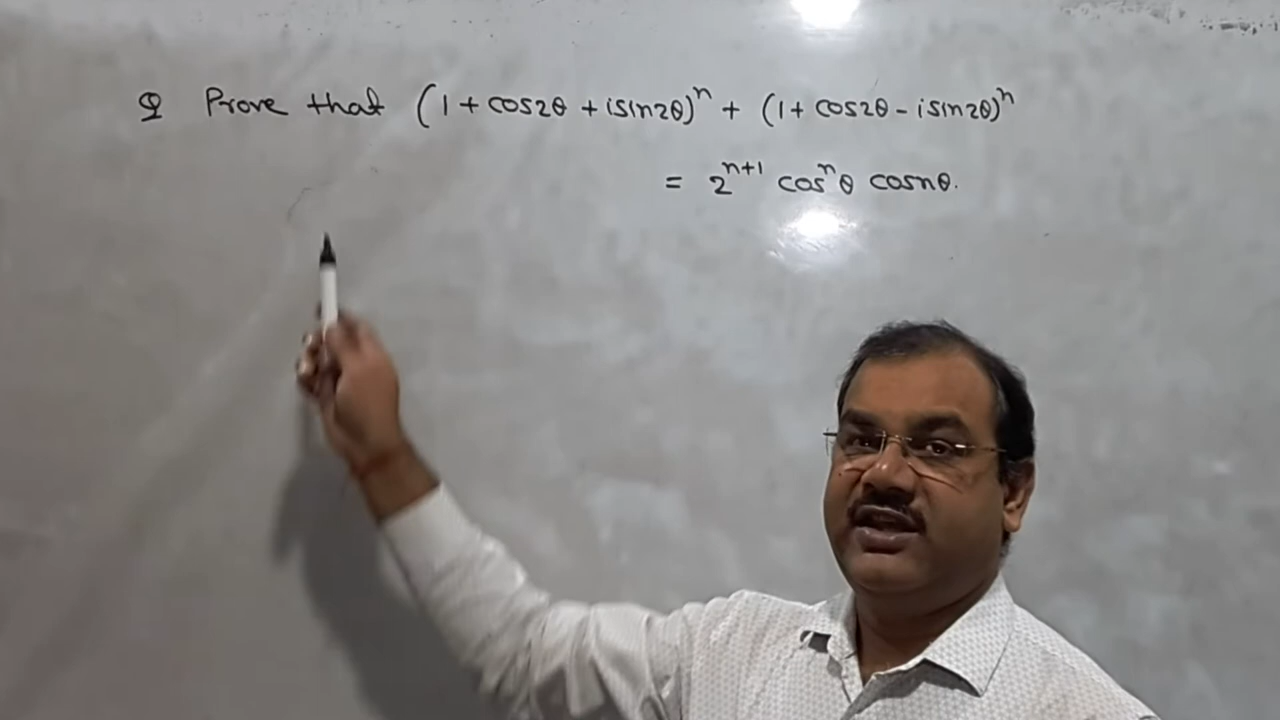 Q Prove that (1 + cos2θ + isin2θ)ⁿ + (1 + cos2θ - isin2θ)ⁿ
= 2ⁿ⁺¹ cosⁿθ cosnθ.